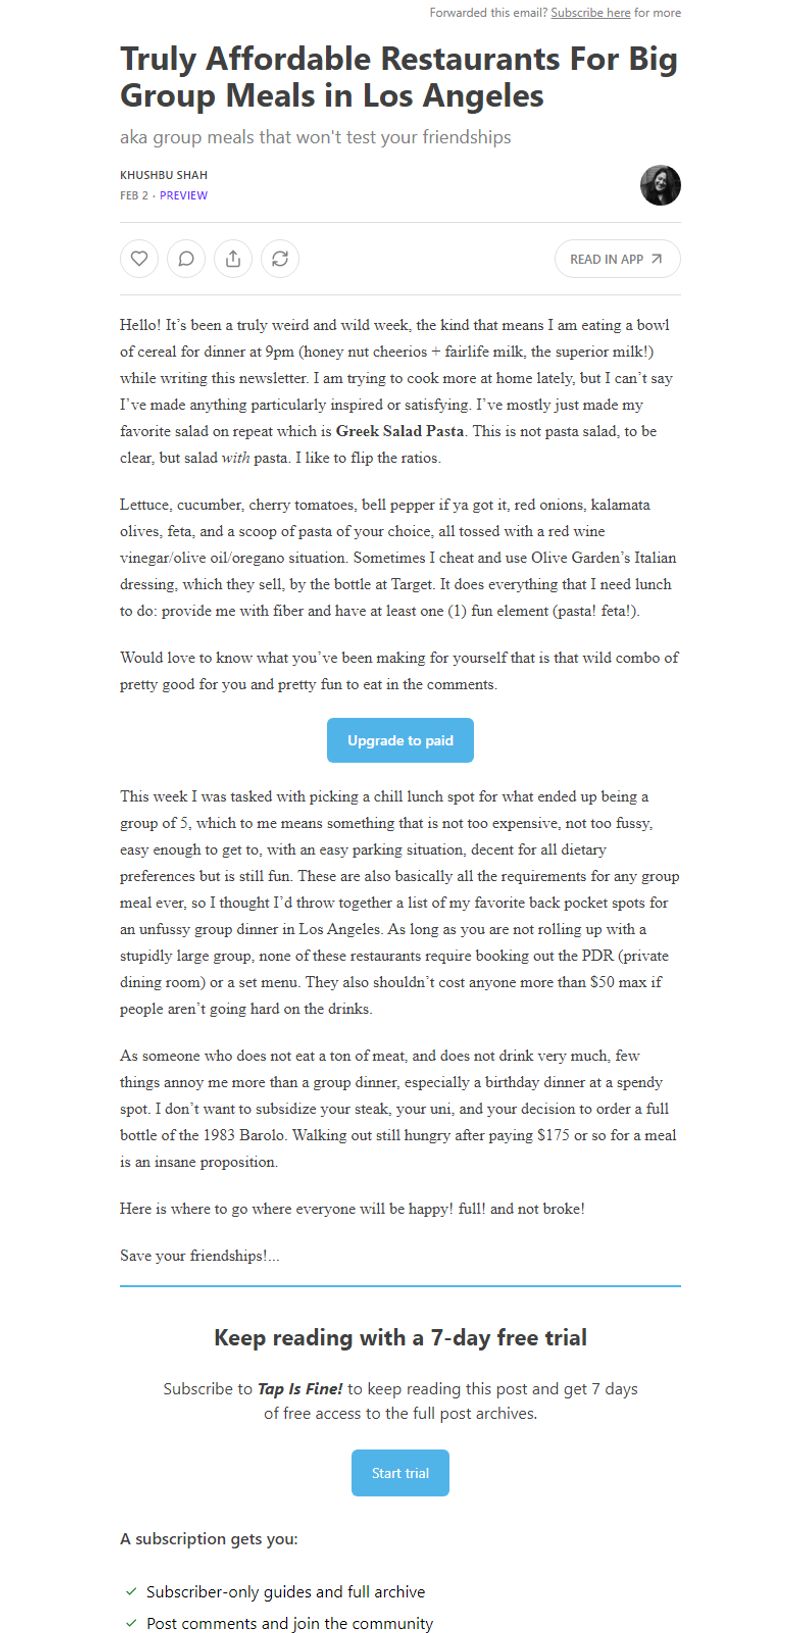 Forwarded this email? Subscribe here for more
Truly Affordable Restaurants For Big
Group Meals in Los Angeles
aka group meals that won't test your friendships
KHUSHBU SHAH
FEB 2 · PREVIEW
READ IN APP
Hello! It’s been a truly weird and wild week, the kind that means I am eating a bowl
of cereal for dinner at 9pm (honey nut cheerios + fairlife milk, the superior milk!)
while writing this newsletter. I am trying to cook more at home lately, but I can’t say
I’ve made anything particularly inspired or satisfying. I’ve mostly just made my
favorite salad on repeat which is Greek Salad Pasta. This is not pasta salad, to be
clear, but salad with pasta. I like to flip the ratios.
Lettuce, cucumber, cherry tomatoes, bell pepper if ya got it, red onions, kalamata
olives, feta, and a scoop of pasta of your choice, all tossed with a red wine
vinegar/olive oil/oregano situation. Sometimes I cheat and use Olive Garden’s Italian
dressing, which they sell, by the bottle at Target. It does everything that I need lunch
to do: provide me with fiber and have at least one (1) fun element (pasta! feta!).
Would love to know what you’ve been making for yourself that is that wild combo of
pretty good for you and pretty fun to eat in the comments.
Upgrade to paid
This week I was tasked with picking a chill lunch spot for what ended up being a
group of 5, which to me means something that is not too expensive, not too fussy,
easy enough to get to, with an easy parking situation, decent for all dietary
preferences but is still fun. These are also basically all the requirements for any group
meal ever, so I thought I’d throw together a list of my favorite back pocket spots for
an unfussy group dinner in Los Angeles. As long as you are not rolling up with a
stupidly large group, none of these restaurants require booking out the PDR (private
dining room) or a set menu. They also shouldn’t cost anyone more than $50 max if
people aren’t going hard on the drinks.
As someone who does not eat a ton of meat, and does not drink very much, few
things annoy me more than a group dinner, especially a birthday dinner at a spendy
spot. I don’t want to subsidize your steak, your uni, and your decision to order a full
bottle of the 1983 Barolo. Walking out still hungry after paying $175 or so for a meal
is an insane proposition.
Here is where to go where everyone will be happy! full! and not broke!
Save your friendships!...
Keep reading with a 7-day free trial
Subscribe to Tap Is Fine! to keep reading this post and get 7 days
of free access to the full post archives.
Start trial
A subscription gets you:
Subscriber-only guides and full archive
Post comments and join the community